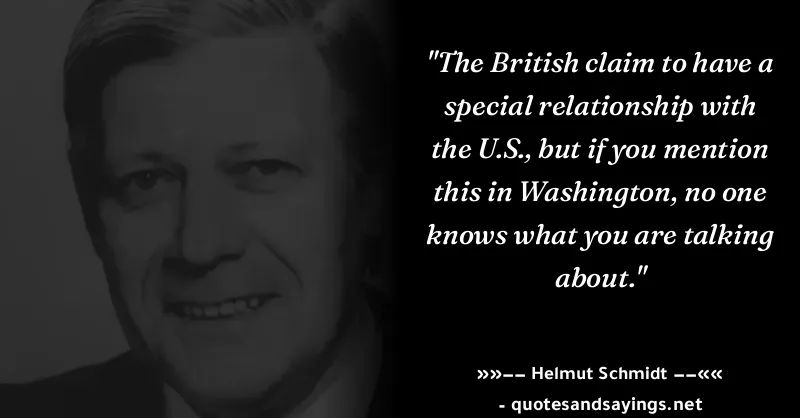 "The British claim to have a
special relationship with
the U.S., but if you mention
this in Washington, no one
knows what you are talking
about."
»»—— Helmut Schmidt ——««
- quotesandsayings.net